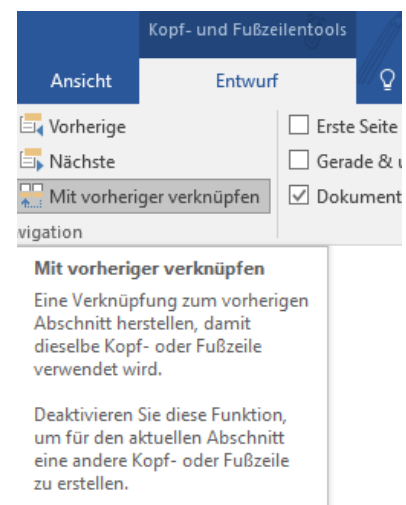 Kopf- und Fußzeilentools
Ansicht
Entwurf
Vorherige
Erste Seite
Nächste
Gerade &
Mit vorheriger verknüpfen
Dokument
vigation
Mit vorheriger verknüpfen
Eine Verknüpfung zum vorherigen
Abschnitt herstellen, damit
dieselbe Kopf- oder Fußzeile
verwendet wird.
Deaktivieren Sie diese Funktion,
um für den aktuellen Abschnitt
eine andere Kopf- oder Fußzeile
zu erstellen.